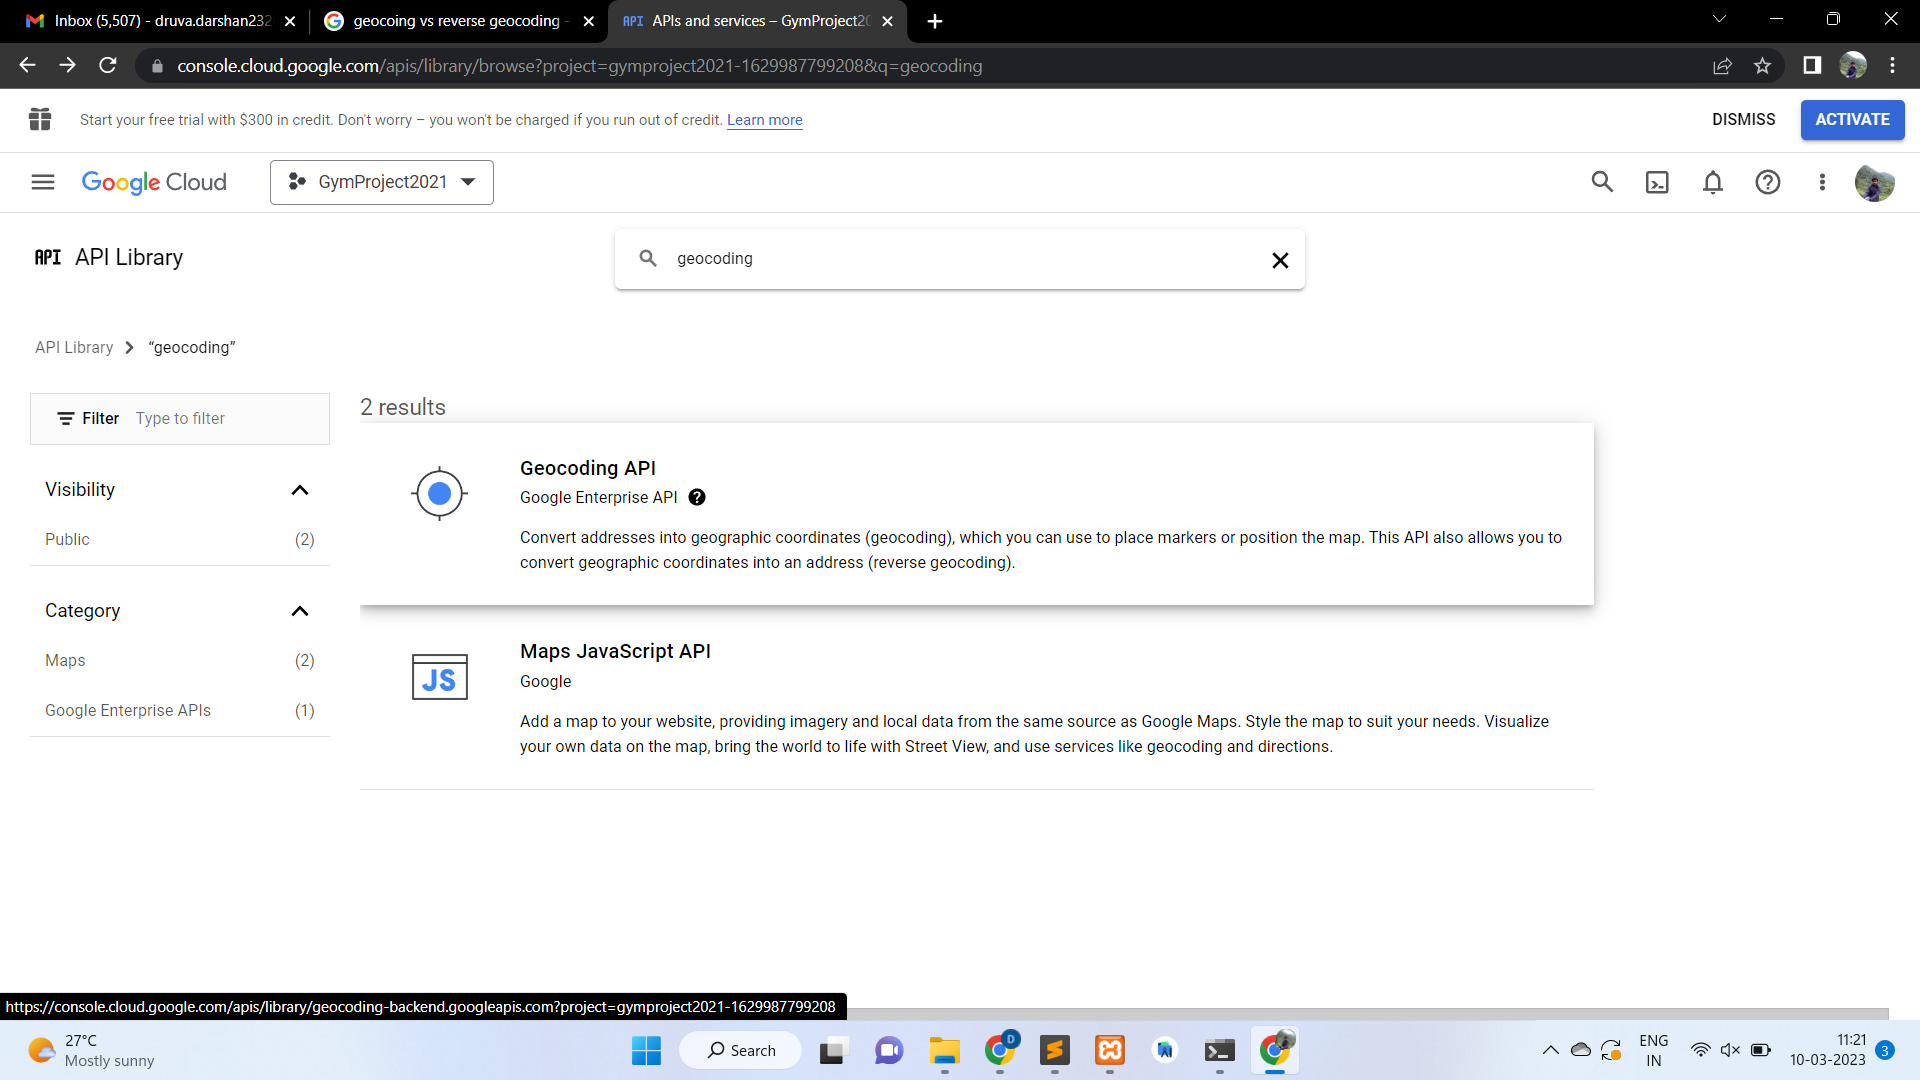 Inbox (5,507) - druva.darshan232
geocoing vs reverse geocoding -
API APIs and services – GymProject20
console.cloud.google.com/apis/library/browse?project=gymproject2021-1629987799208&q=geocoding
Start your free trial with $300 in credit. Don't worry – you won't be charged if you run out of credit. Learn more
DISMISS
ACTIVATE
Google Cloud
GymProject2021
API API Library
geocoding
API Library
“geocoding”
Filter Type to filter
2 results
Visibility
Public (2)
Category
Maps (2)
Google Enterprise APIs (1)
Geocoding API
Google Enterprise API
Convert addresses into geographic coordinates (geocoding), which you can use to place markers or position the map. This API also allows you to
convert geographic coordinates into an address (reverse geocoding).
JS
Maps JavaScript API
Google
Add a map to your website, providing imagery and local data from the same source as Google Maps. Style the map to suit your needs. Visualize
your own data on the map, bring the world to life with Street View, and use services like geocoding and directions.
https://console.cloud.google.com/apis/library/geocoding-backend.googleapis.com?project=gymproject2021-1629987799208
27°C
Mostly sunny
Search
D
ENG
IN
11:21
10-03-2023
3